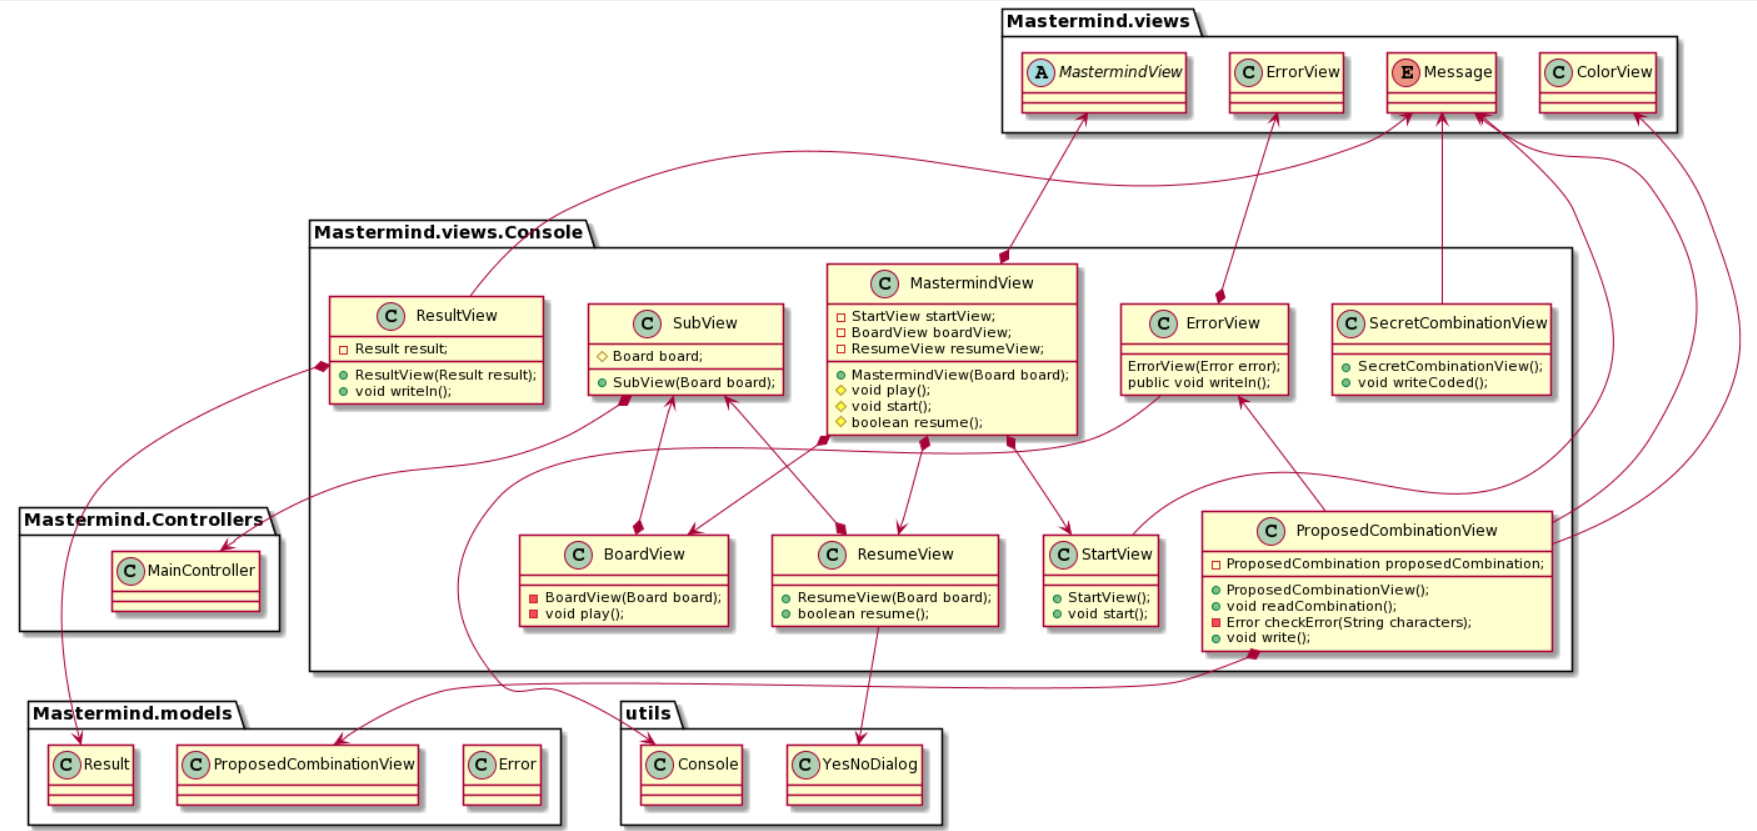 Mastermind.views
A MastermindView
C ErrorView
E Message
C ColorView
Mastermind.views.Console
C ResultView
Result result;
ResultView(Result result);
void writeln();
C SubView
Board board;
SubView(Board board);
C MastermindView
StartView startView;
BoardView boardView;
ResumeView resumeView;
MastermindView(Board board);
void play();
void start();
boolean resume();
C ErrorView
ErrorView(Error error);
public void writeln();
C SecretCombinationView
SecretCombinationView();
void writeCoded();
Mastermind.Controllers
C MainController
C BoardView
BoardView(Board board);
void play();
C ResumeView
ResumeView(Board board);
boolean resume();
C StartView
StartView();
void start();
C ProposedCombinationView
ProposedCombination proposedCombination;
ProposedCombinationView();
void readCombination();
Error checkError(String characters);
void write();
Mastermind.models
C Result
C ProposedCombinationView
C Error
utils
C Console
C YesNoDialog